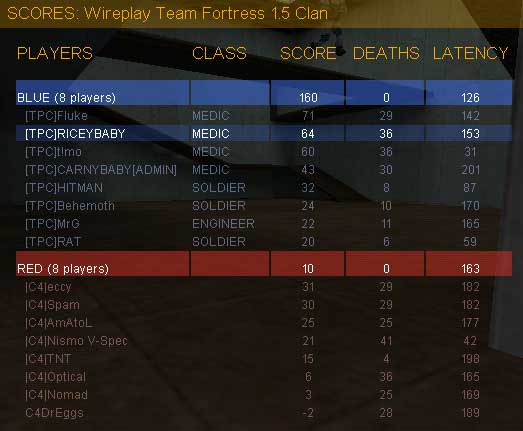 SCORES: Wireplay Team Fortress 1.5 Clan
PLAYERS CLASS SCORE DEATHS LATENCY
BLUE (8 players) 160 0 126
[TPC]Fluke MEDIC 71 29 142
[TPC]RICEYBABY MEDIC 64 36 153
[TPC]tImo MEDIC 60 36 31
[TPC]CARNYBABY[ADMIN] MEDIC 43 30 201
[TPC]HITMAN SOLDIER 32 8 87
[TPC]Behemoth SOLDIER 24 10 170
[TPC]MrG ENGINEER 22 11 165
[TPC]RAT SOLDIER 20 6 59
RED (8 players) 10 0 163
|C4|eccy 31 29 182
|C4|Spam 30 29 182
|C4|AmAtoL 25 25 177
|C4|Nismo V-Spec 21 41 42
|C4|TNT 15 4 198
|C4|Optical 6 36 165
|C4|Nomad 3 25 169
C4DrEggs -2 28 189